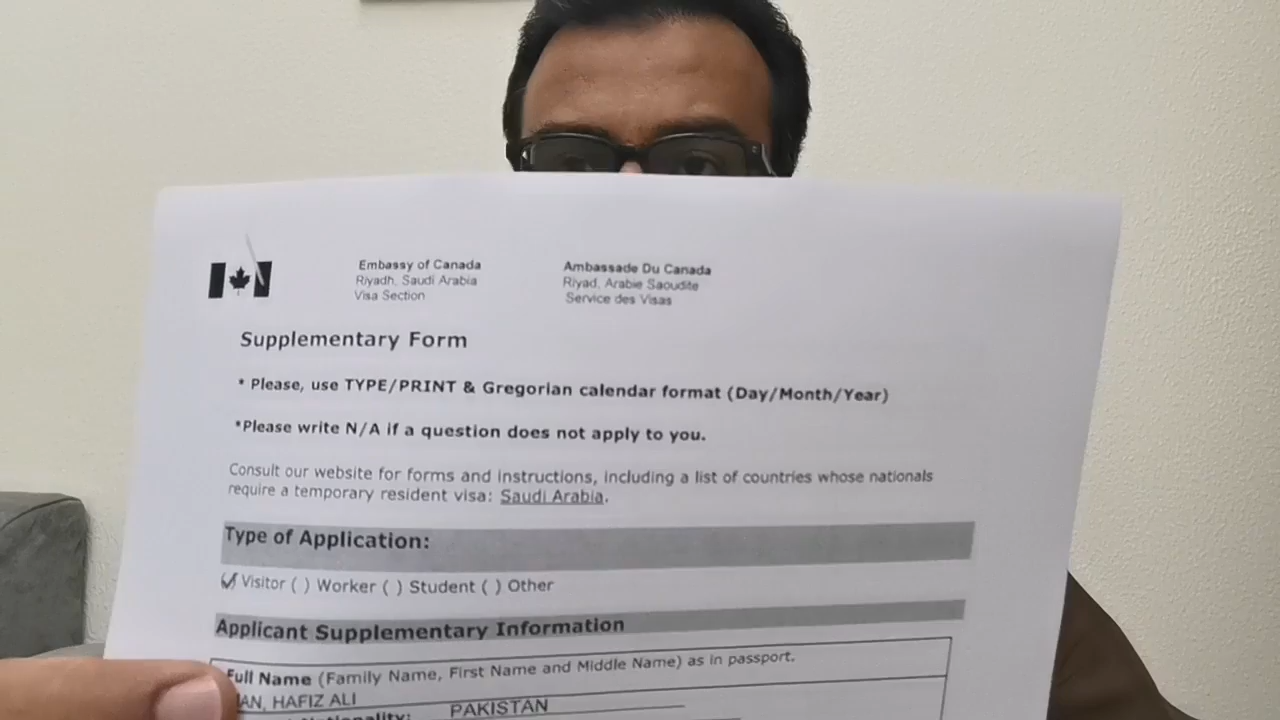 Embassy of Canada
Riyadh, Saudi Arabia
Visa Section
Ambassade Du Canada
Riyad, Arabie Saoudite
Service des Visas
Supplementary Form
* Please, use TYPE/PRINT & Gregorian calendar format (Day/Month/Year)
*Please write N/A if a question does not apply to you.
Consult our website for forms and instructions, including a list of countries whose nationals
require a temporary resident visa: Saudi Arabia.
Type of Application:
Visitor ( ) Worker ( ) Student ( ) Other
Applicant Supplementary Information
Full Name (Family Name, First Name and Middle Name) as in passport.
HAFIZ ALI
PAKISTAN